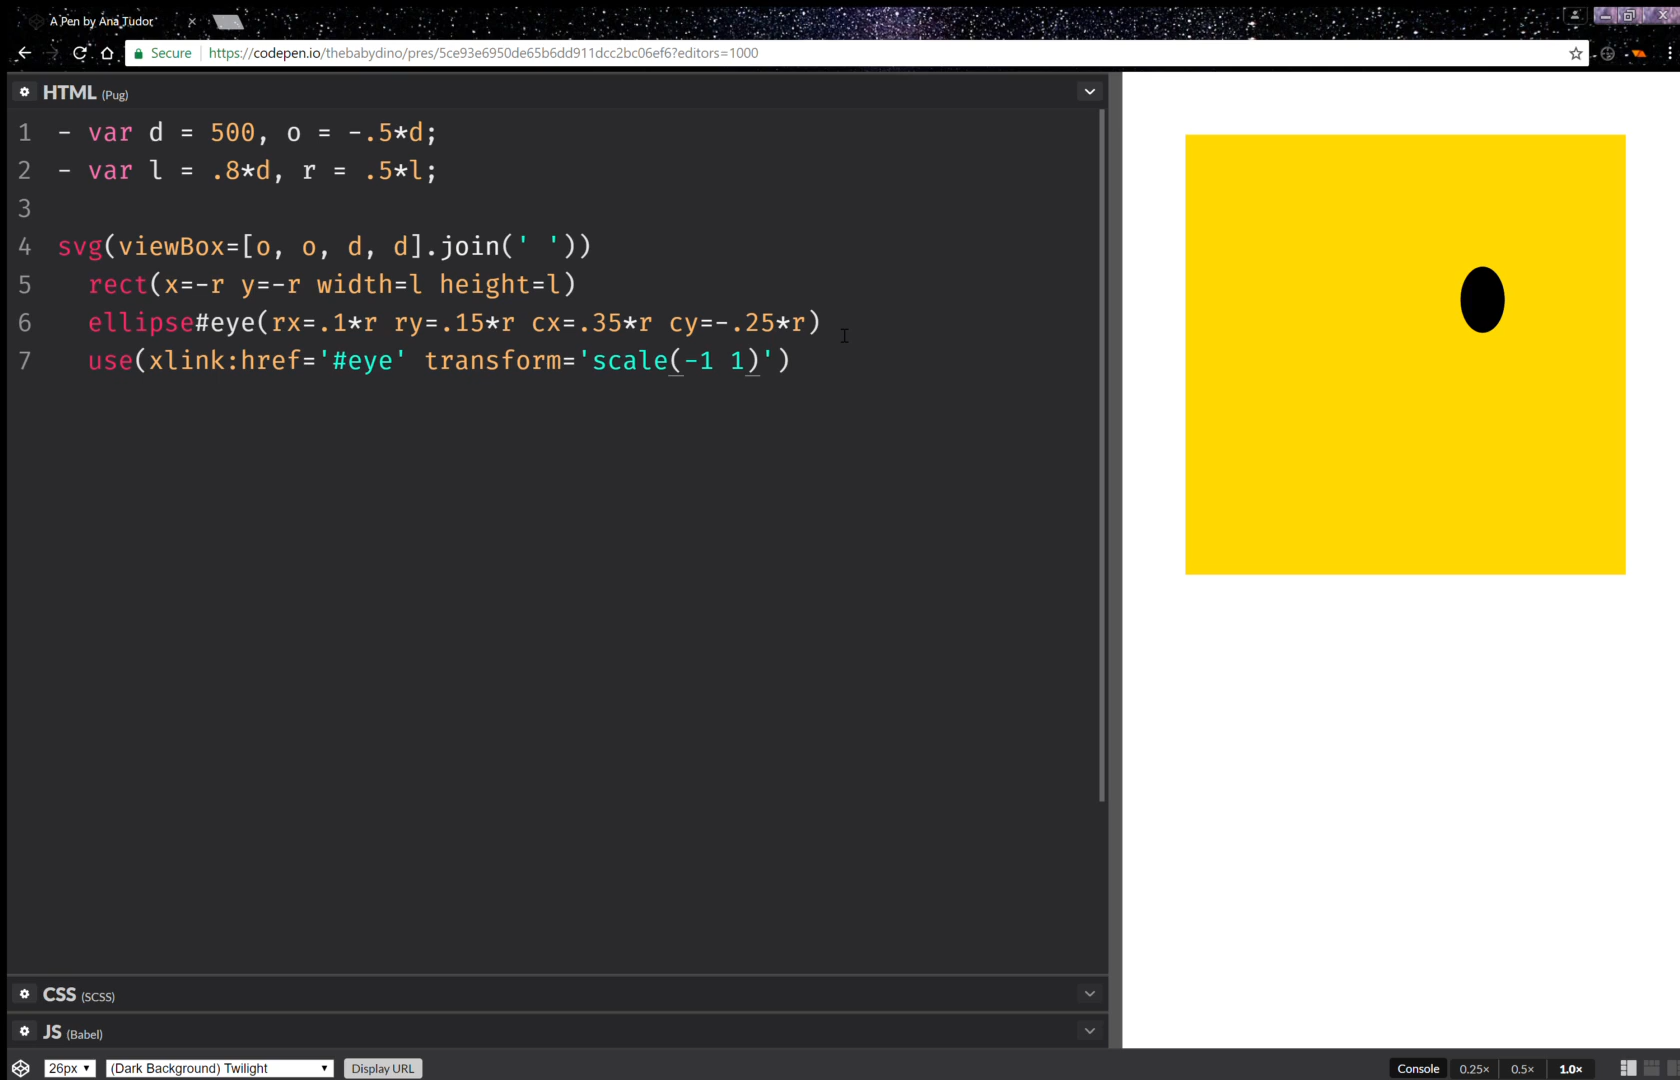 A Pen by Ana Tudor
Secure
https://codepen.io/thebabydino/pres/5ce93e6950de65b6dd911dcc2bc06ef6?editors=1000
HTML (Pug)
1 - var d = 500, o = -.5*d;
2 - var l = .8*d, r = .5*l;
3
4 svg(viewBox=[o, o, d, d].join(' '))
5 rect(x=-r y=-r width=l height=l)
6 ellipse#eye(rx=.1*r ry=.15*r cx=.35*r cy=-.25*r)
7 use(xlink:href='#eye' transform='scale(-1 1)')
CSS (SCSS)
JS (Babel)
26px (Dark Background) Twilight Display URL Console 0.25× 0.5× 1.0×